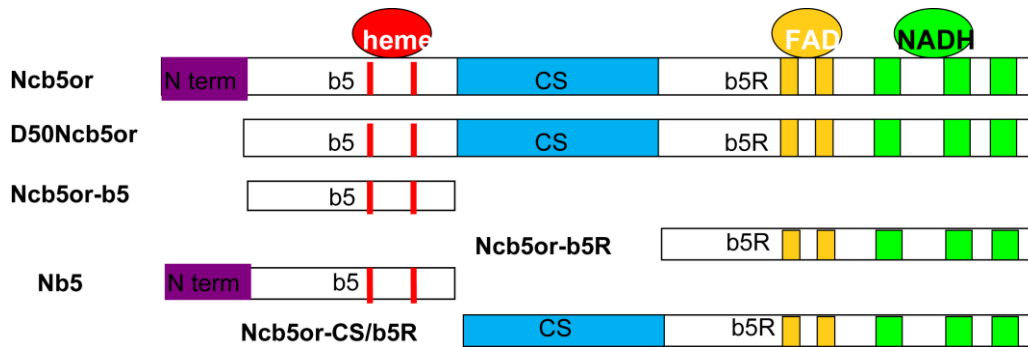 heme FAD NADH
Ncb5or N term b5 CS b5R
D50Ncb5or b5 CS b5R
Ncb5or-b5 b5
Ncb5or-b5R b5R
Nb5 N term b5
Ncb5or-CS/b5R CS b5R